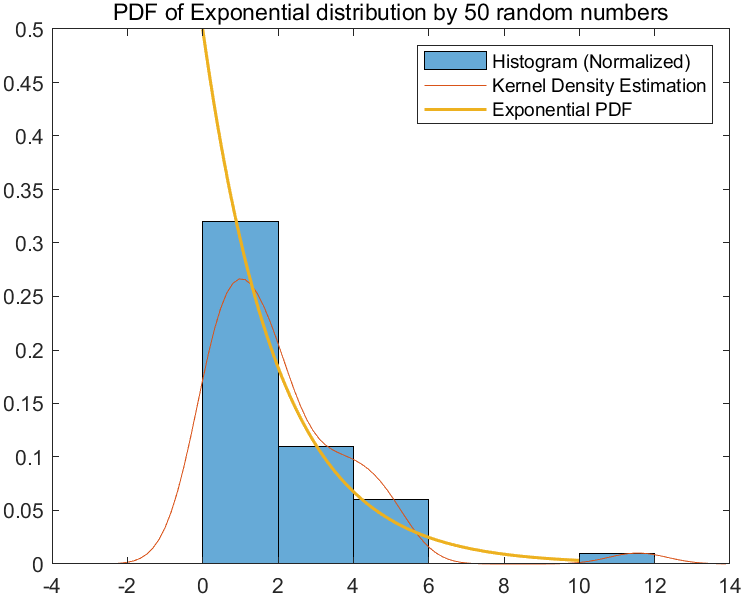 PDF of Exponential distribution by 50 random numbers
0.5
0.45
0.4
0.35
0.3
0.25
0.2
0.15
0.1
0.05
0
Histogram (Normalized)
Kernel Density Estimation
Exponential PDF
-4 -2 0 2 4 6 8 10 12 14